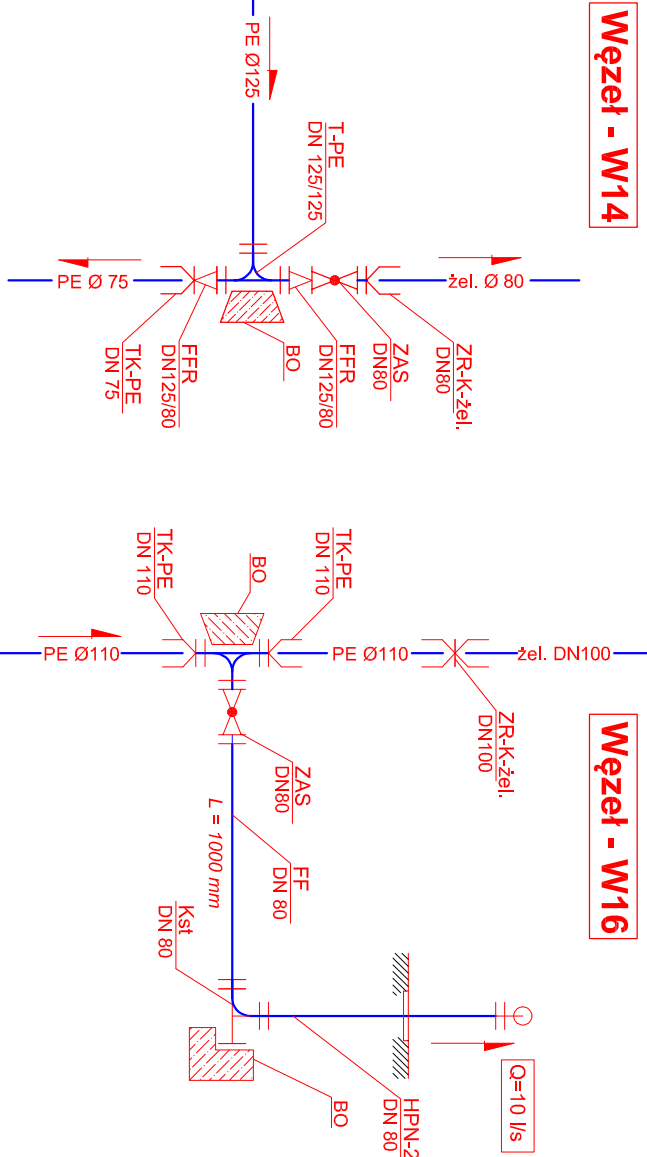 Węzeł - W14
PE Ø125
T-PE
DN 125/125
PE Ø 75
żel. Ø 80
TK-PE
DN 75
FFR
DN125/80
BO
FFR
DN125/80
ZAS
DN80
ZR-K-żel.
DN80
Węzeł - W16
TK-PE
DN 110
BO
TK-PE
DN 110
PE Ø110
PE Ø110
żel. DN100
ZR-K-żel.
DN100
ZAS
DN80
L = 1000 mm
FF
DN 80
Kst
DN 80
BO
HPN-2
DN 80
Q=10 l/s